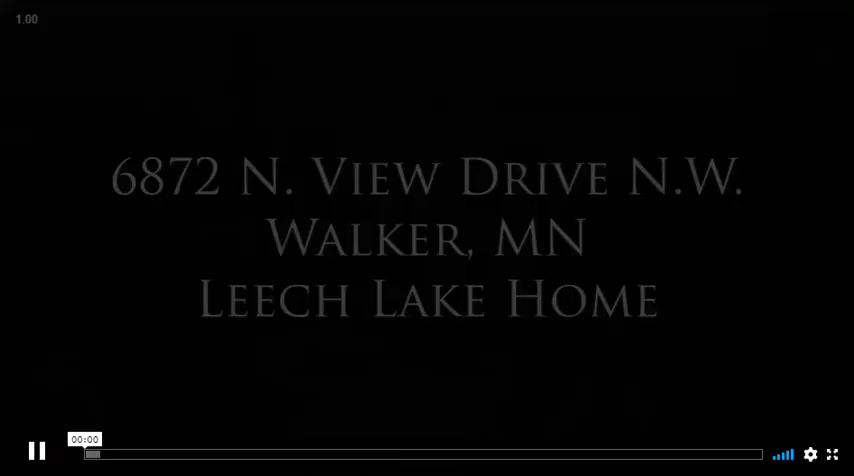 1.00
6872 N. View Drive N.W.
Walker, MN
Leech Lake Home
00:00